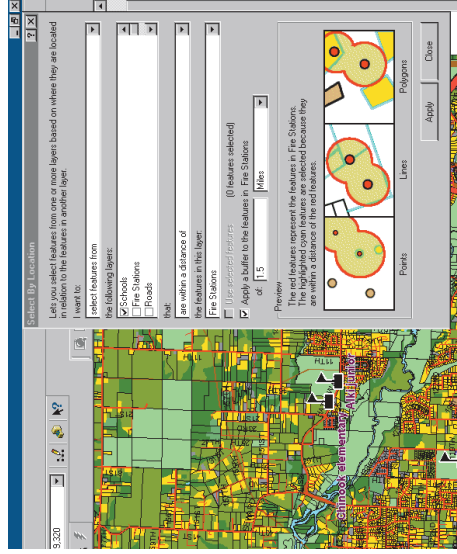 Select By Location
Lets you select features from one or more layers based on where they are located
in relation to the features in another layer.
I want to:
select features from
the following layers:
Schools
Fire Stations
Roads
that:
are within a distance of
the features in this layer:
Fire Stations
Use selected features (0 features selected)
Apply a buffer to the features in Fire Stations
of: 1.5 Miles
Preview
The red features represent the features in Fire Stations.
The highlighted cyan features are selected because they
are within a distance of the red features.
Points Lines Polygons
Apply Close
9,320
11TH
Chinook elementary
Alki junior